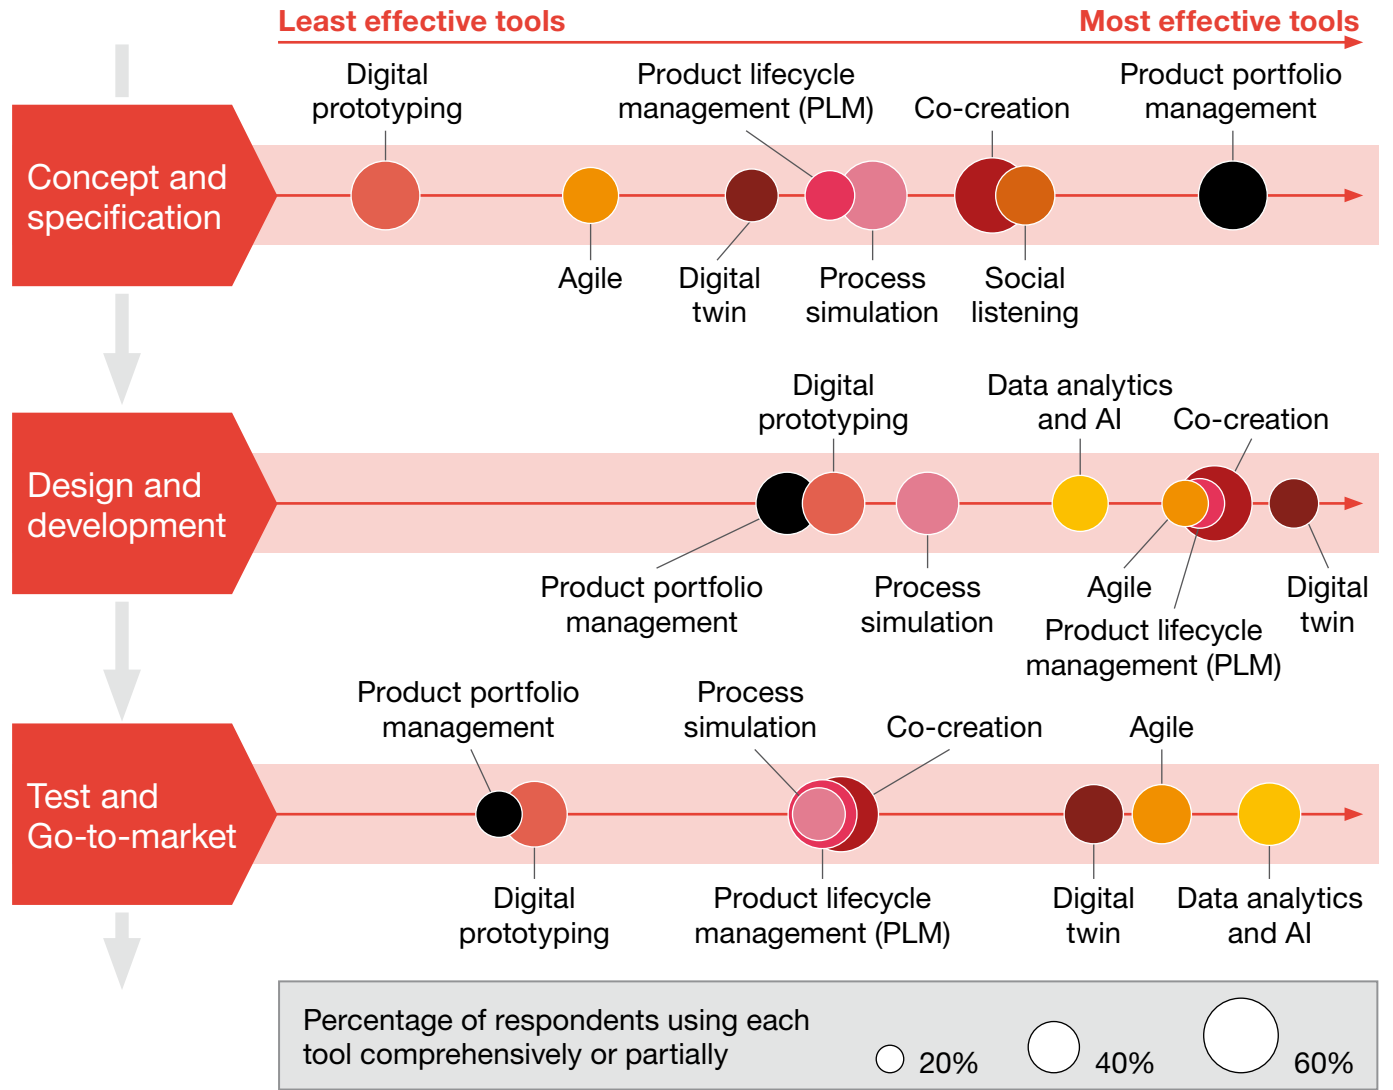 Least effective tools
Most effective tools
Digital
prototyping
Product lifecycle
management (PLM)
Co-creation
Product portfolio
management
Concept and
specification
Agile
Digital
twin
Process
simulation
Social
listening
Digital
prototyping
Data analytics
and AI
Co-creation
Design and
development
Product portfolio
management
Process
simulation
Agile
Product lifecycle
management (PLM)
Digital
twin
Product portfolio
management
Process
simulation
Co-creation
Agile
Test and
Go-to-market
Digital
prototyping
Product lifecycle
management (PLM)
Digital
twin
Data analytics
and AI
Percentage of respondents using each
tool comprehensively or partially
20%
40%
60%